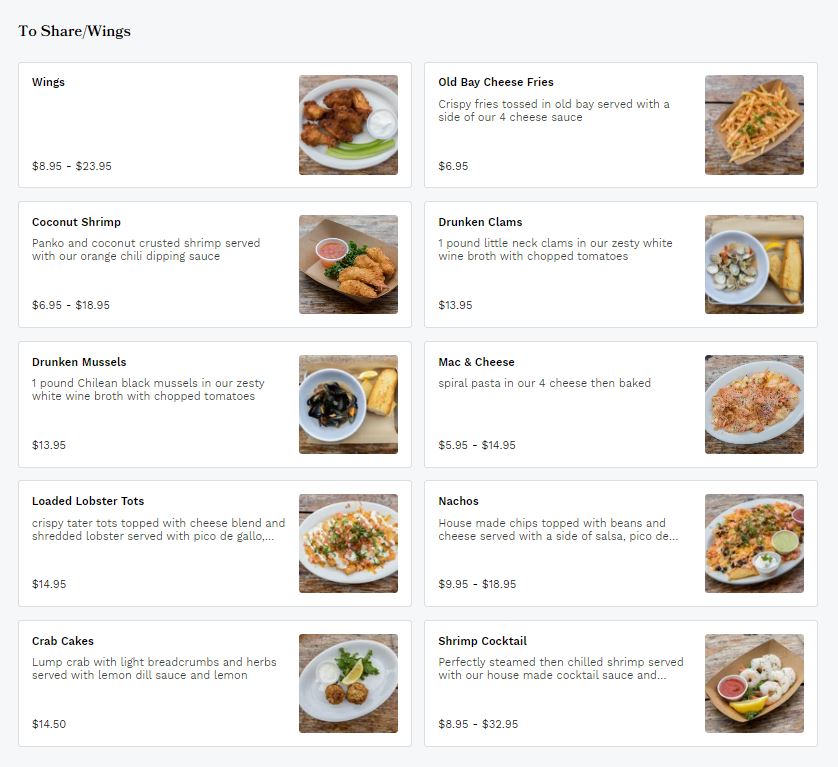 To Share/Wings
Wings
$8.95 - $23.95
Old Bay Cheese Fries
Crispy fries tossed in old bay served with a
side of our 4 cheese sauce
$6.95
Coconut Shrimp
Panko and coconut crusted shrimp served
with our orange chili dipping sauce
$6.95 - $18.95
Drunken Clams
1 pound little neck clams in our zesty white
wine broth with chopped tomatoes
$13.95
Drunken Mussels
1 pound Chilean black mussels in our zesty
white wine broth with chopped tomatoes
$13.95
Mac & Cheese
spiral pasta in our 4 cheese then baked
$5.95 - $14.95
Loaded Lobster Tots
crispy tater tots topped with cheese blend and
shredded lobster served with pico de gallo,...
$14.95
Nachos
House made chips topped with beans and
cheese served with a side of salsa, pico de...
$9.95 - $18.95
Crab Cakes
Lump crab with light breadcrumbs and herbs
served with lemon dill sauce and lemon
$14.50
Shrimp Cocktail
Perfectly steamed then chilled shrimp served
with our house made cocktail sauce and...
$8.95 - $32.95